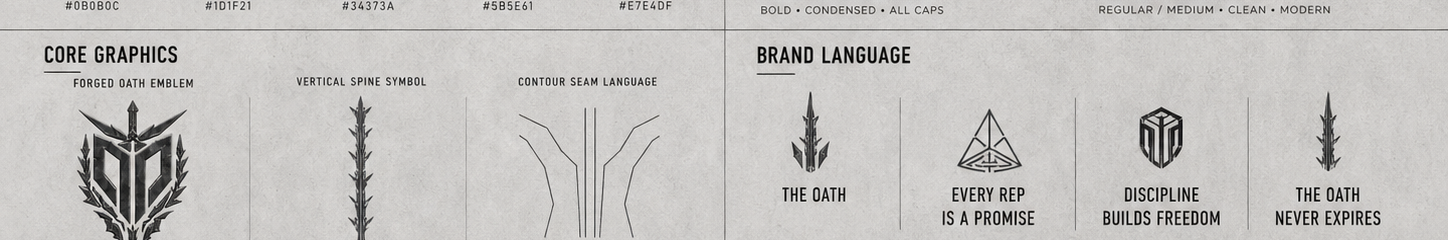 #0B0B0C #1D1F21 #34373A #5B5E61 #E7E4DF
BOLD • CONDENSED • ALL CAPS
REGULAR / MEDIUM • CLEAN • MODERN
CORE GRAPHICS
FORGED OATH EMBLEM
VERTICAL SPINE SYMBOL
CONTOUR SEAM LANGUAGE
BRAND LANGUAGE
THE OATH
EVERY REP
IS A PROMISE
DISCIPLINE
BUILDS FREEDOM
THE OATH
NEVER EXPIRES